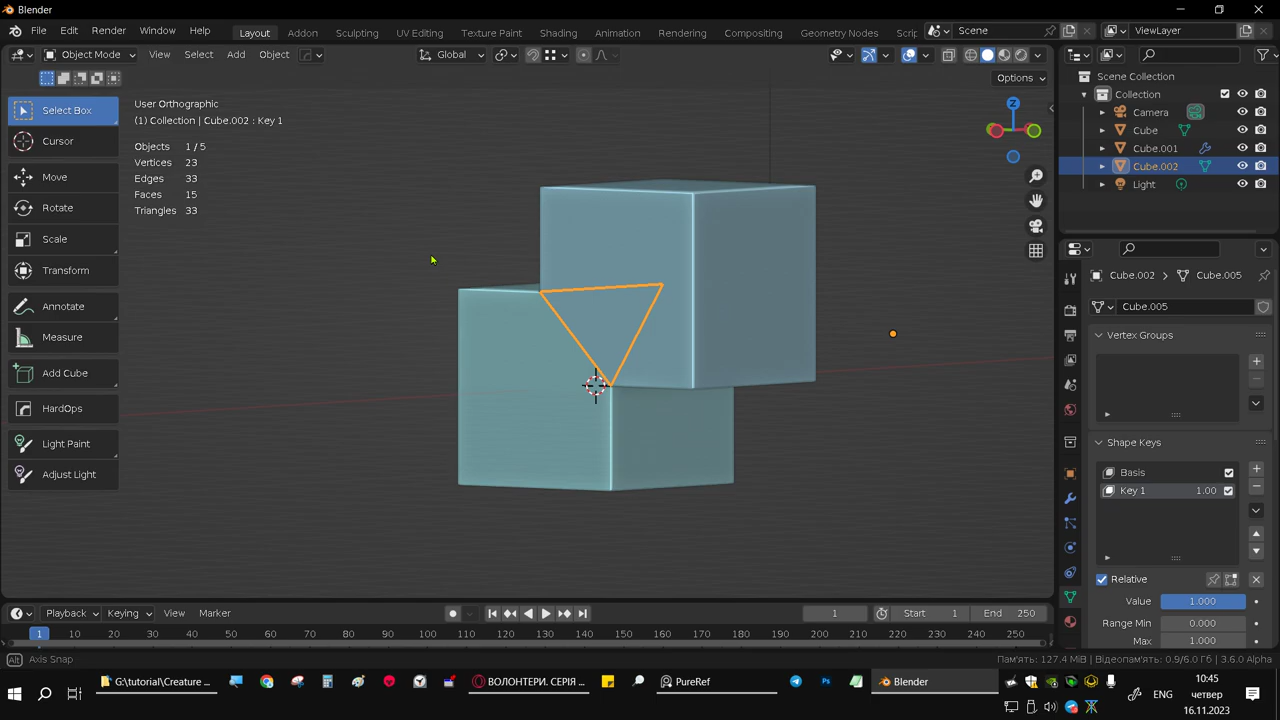 Blender
File Edit Render Window Help Layout Addon Sculpting UV Editing Texture Paint Shading Animation Rendering Compositing Geometry Nodes Scrip Scene ViewLayer
Object Mode View Select Add Object Global
Options
Select Box
Cursor
Move
Rotate
Scale
Transform
Annotate
Measure
Add Cube
HardOps
Light Paint
Adjust Light
User Orthographic
(1) Collection | Cube.002 : Key 1
Objects 1 / 5
Vertices 23
Edges 33
Faces 15
Triangles 33
Z
Scene Collection
Collection
Camera
Cube
Cube.001
Cube.002
Light
Cube.002 Cube.005
Cube.005
Vertex Groups
Shape Keys
Basis
Key 1 1.00
Relative
Value 1.000
Range Min 0.000
Max 1.000
Playback Keying View Marker 1 Start 1 End 250
1 10 20 30 40 50 60 70 80 90 100 110 120 130 140 150 160 170 180 190 200 210 220 230 240 250
Alt Axis Snap Пам'ять: 127.4 MiB | Відеопам'ять: 0.9/6.0 Гб | 3.6.0 Alpha
G:\tutorial\Creature ... ВОЛОНТЕРИ. СЕРІЯ ... PureRef Ps Blender
ENG
10:45
четвер
16.11.2023